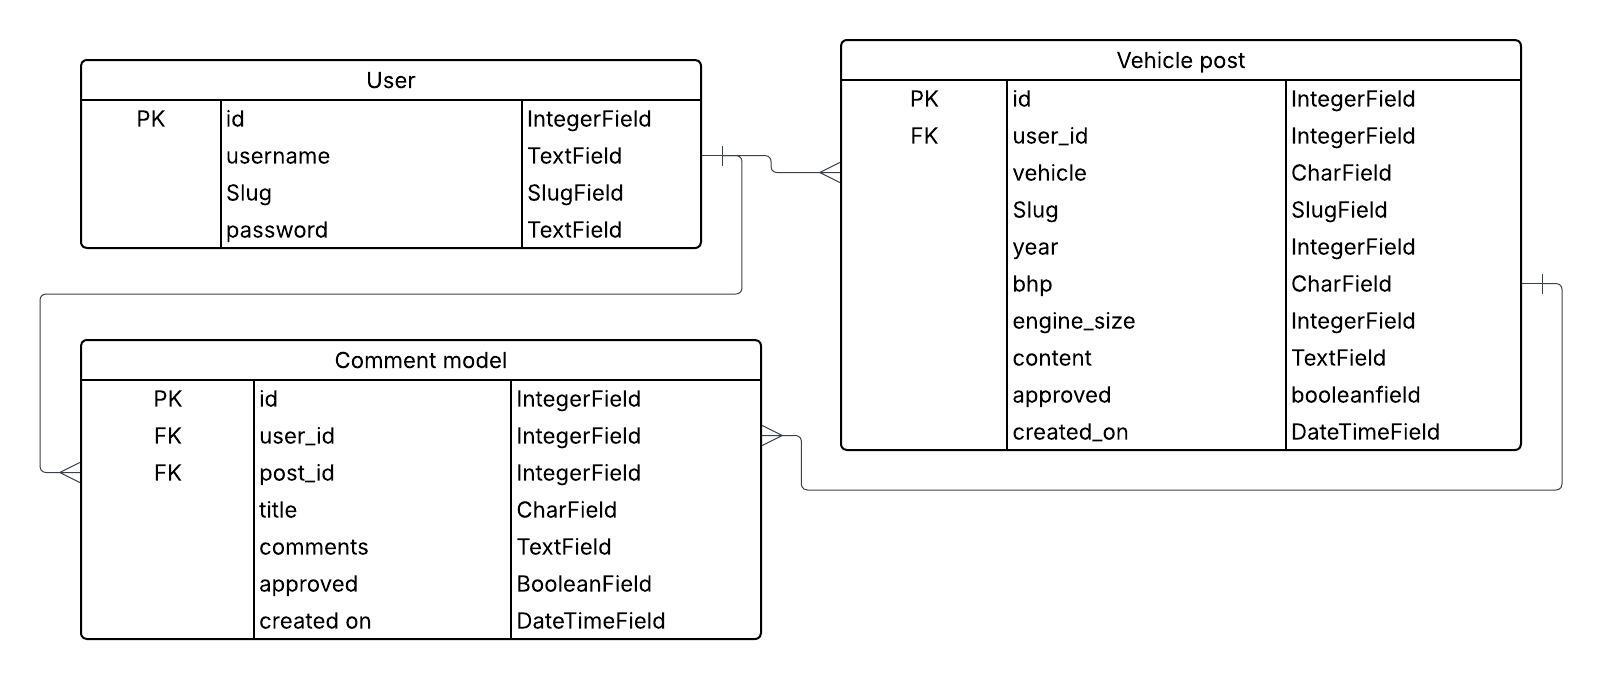 User
PK id IntegerField
username TextField
Slug SlugField
password TextField
Vehicle post
PK id IntegerField
FK user_id IntegerField
vehicle CharField
Slug SlugField
year IntegerField
bhp CharField
engine_size IntegerField
content TextField
approved booleanfield
created_on DateTimeField
Comment model
PK id IntegerField
FK user_id IntegerField
FK post_id IntegerField
title CharField
comments TextField
approved BooleanField
created on DateTimeField